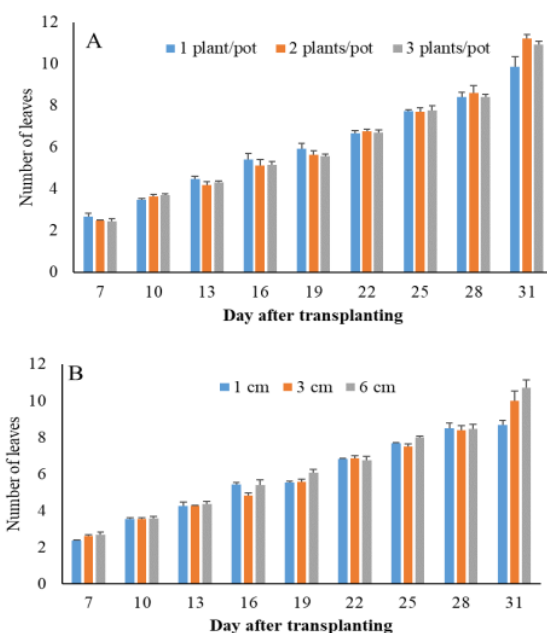 12
A
1 plant/pot 2 plants/pot 3 plants/pot
10
8
6
4
2
0
Number of leaves
7 10 13 16 19 22 25 28 31
Day after transplanting
12
B
1 cm 3 cm 6 cm
10
8
6
4
2
0
Number of leaves
7 10 13 16 19 22 25 28 31
Day after transplanting